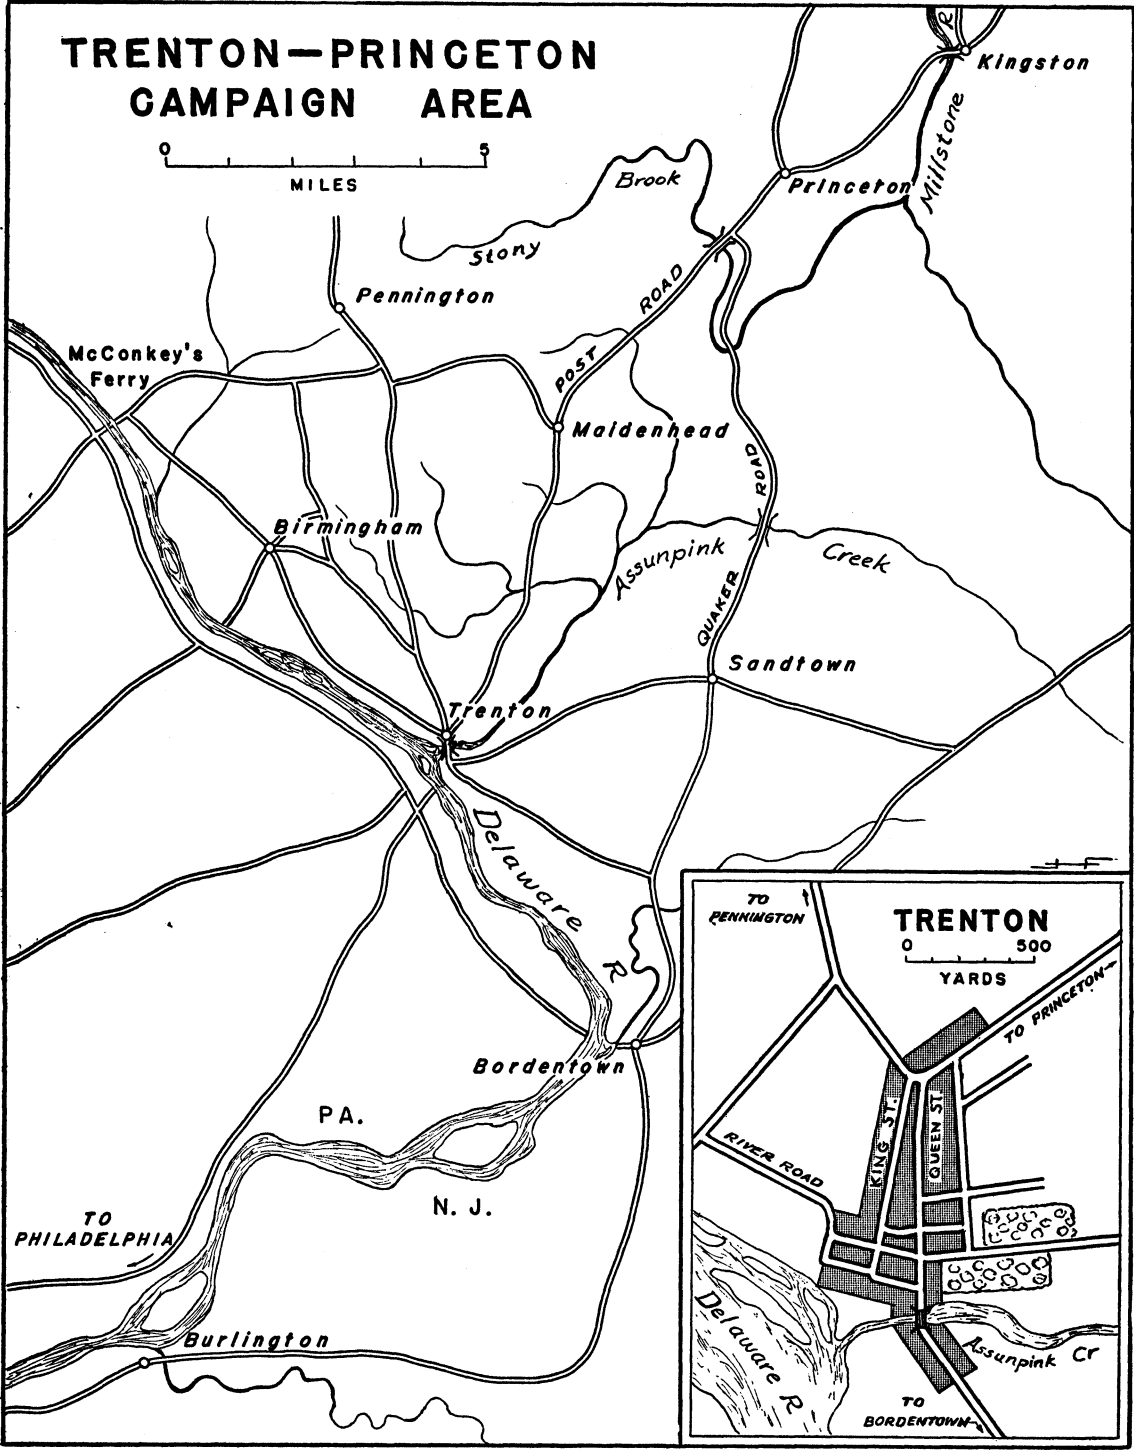 TRENTON—PRINCETON
CAMPAIGN AREA
0 5
MILES
R
Kingston
Millstone
Brook
Princeton
Stony
Pennington
POST ROAD
McConkey's
Ferry
Maidenhead
Birmingham
Assunpink Creek
QUAKER ROAD
Sandtown
Trenton
Delaware R
Bordentown
PA.
N. J.
TO
PHILADELPHIA
Burlington
TO
PENNINGTON
TRENTON
0 500
YARDS
TO PRINCETON
KING ST.
QUEEN ST.
RIVER ROAD
Delaware R
Assunpink Cr
TO
BORDENTOWN